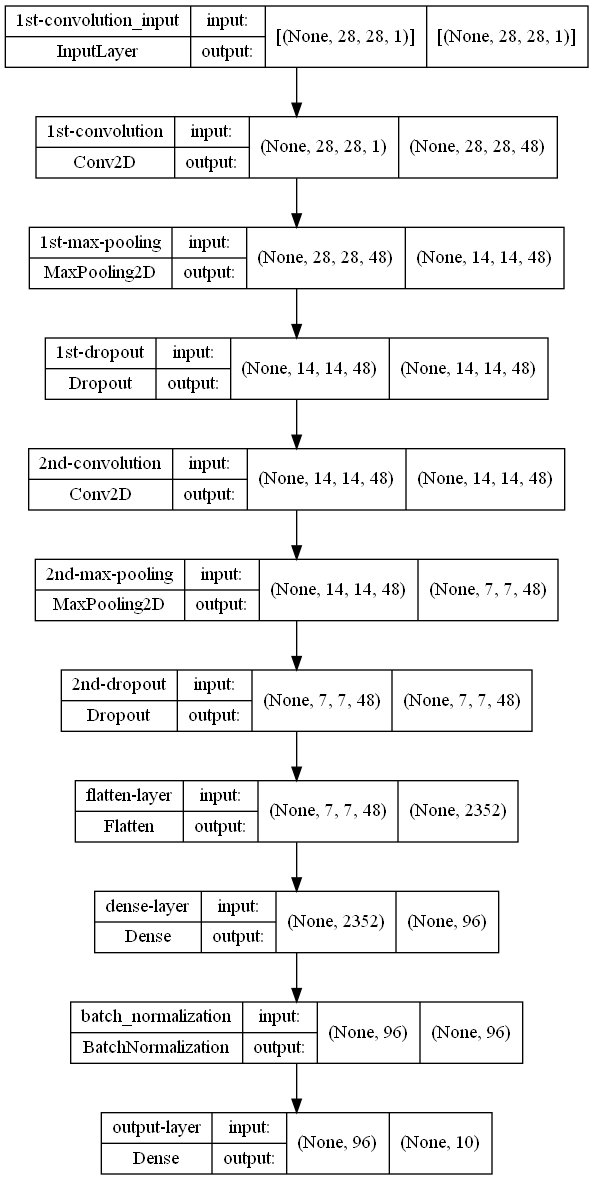 1st-convolution_input input: [(None, 28, 28, 1)] [(None, 28, 28, 1)]
InputLayer output:
1st-convolution input: (None, 28, 28, 1) (None, 28, 28, 48)
Conv2D output:
1st-max-pooling input: (None, 28, 28, 48) (None, 14, 14, 48)
MaxPooling2D output:
1st-dropout input: (None, 14, 14, 48) (None, 14, 14, 48)
Dropout output:
2nd-convolution input: (None, 14, 14, 48) (None, 14, 14, 48)
Conv2D output:
2nd-max-pooling input: (None, 14, 14, 48) (None, 7, 7, 48)
MaxPooling2D output:
2nd-dropout input: (None, 7, 7, 48) (None, 7, 7, 48)
Dropout output:
flatten-layer input: (None, 7, 7, 48) (None, 2352)
Flatten output:
dense-layer input: (None, 2352) (None, 96)
Dense output:
batch_normalization input: (None, 96) (None, 96)
BatchNormalization output:
output-layer input: (None, 96) (None, 10)
Dense output: